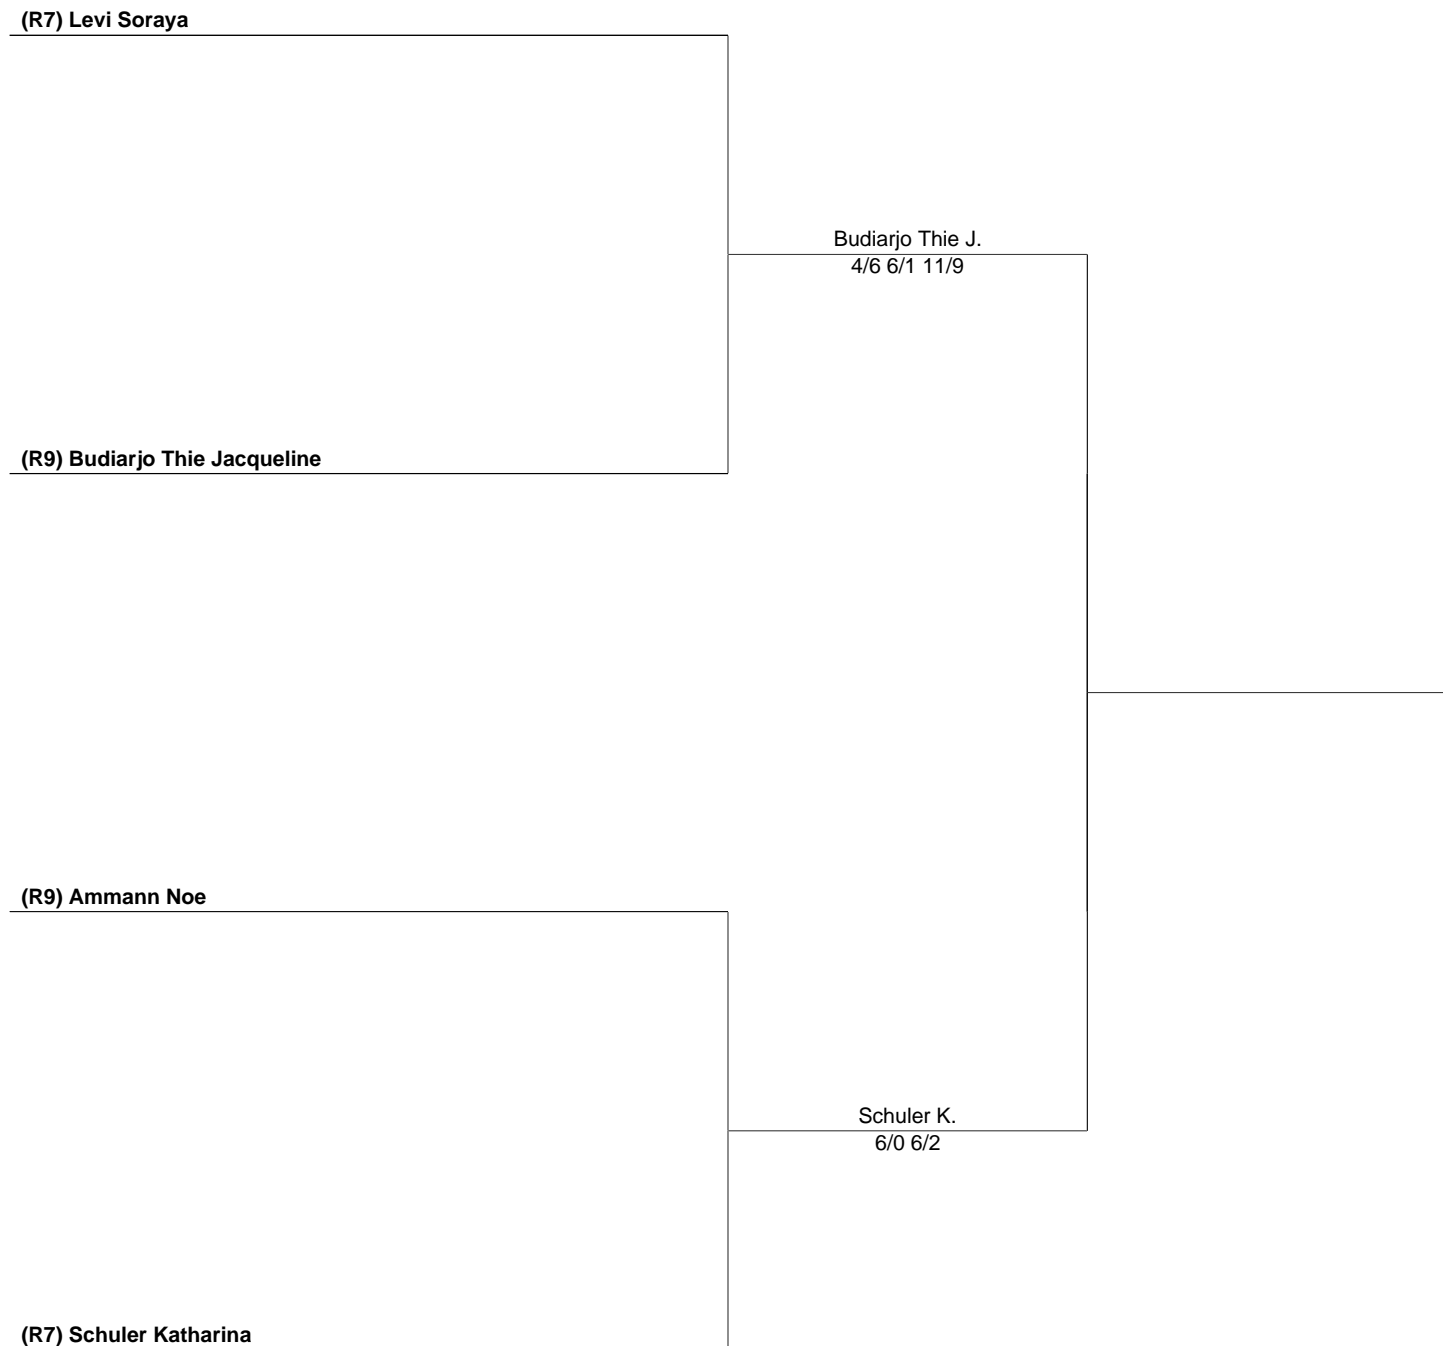 (R7) Levi Soraya
Budiarjo Thie J.
4/6 6/1 11/9
(R9) Budiarjo Thie Jacqueline
(R9) Ammann Noe
Schuler K.
6/0 6/2
(R7) Schuler Katharina